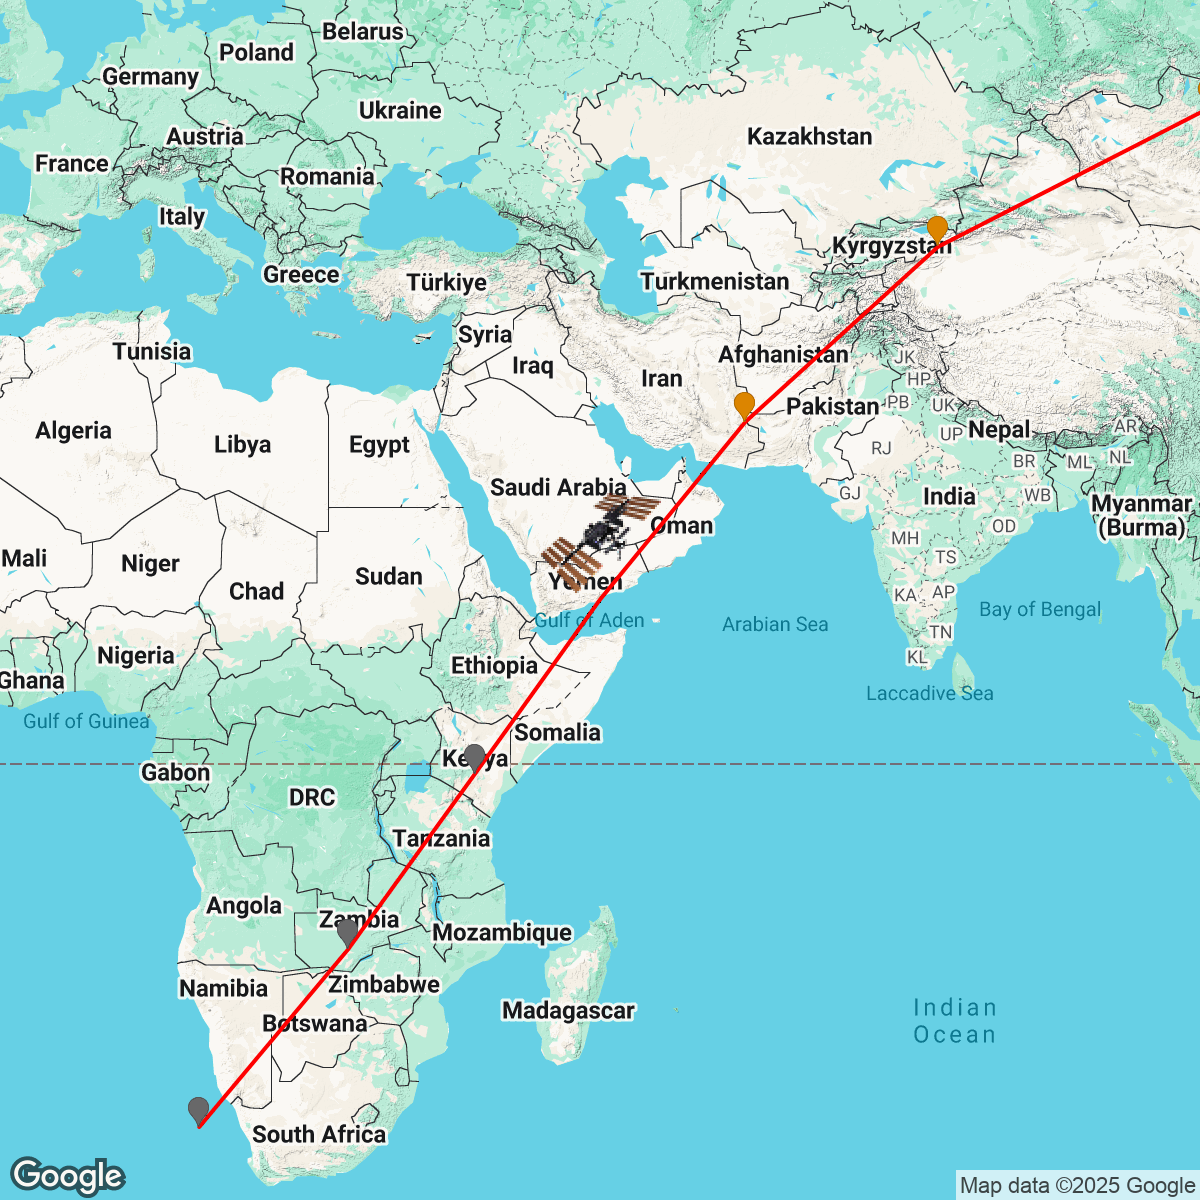 Belarus
Poland
Germany
Ukraine
Austria
Kazakhstan
France
Romania
Italy
Kyrgyzstan
Greece
Türkiye
Turkmenistan
Syria
Tunisia
Afghanistan
JK
Iran
Iraq
HP
PB
UK
Pakistan
AR
Algeria
Libya
Egypt
UP
Nepal
RJ
NL
BR
ML
Saudi Arabia
GJ
India
WB
Myanmar
(Burma)
Oman
OD
MH
Mali
Niger
TS
Sudan
Yemen
Chad
KA
AP
Bay of Bengal
Gulf of Aden
Arabian Sea
TN
Nigeria
KL
Ethiopia
Ghana
Laccadive Sea
Gulf of Guinea
Somalia
Kenya
Gabon
DRC
Tanzania
Angola
Zambia
Mozambique
Namibia
Zimbabwe
Indian
Ocean
Madagascar
Botswana
South Africa
Google
Map data ©2025 Google